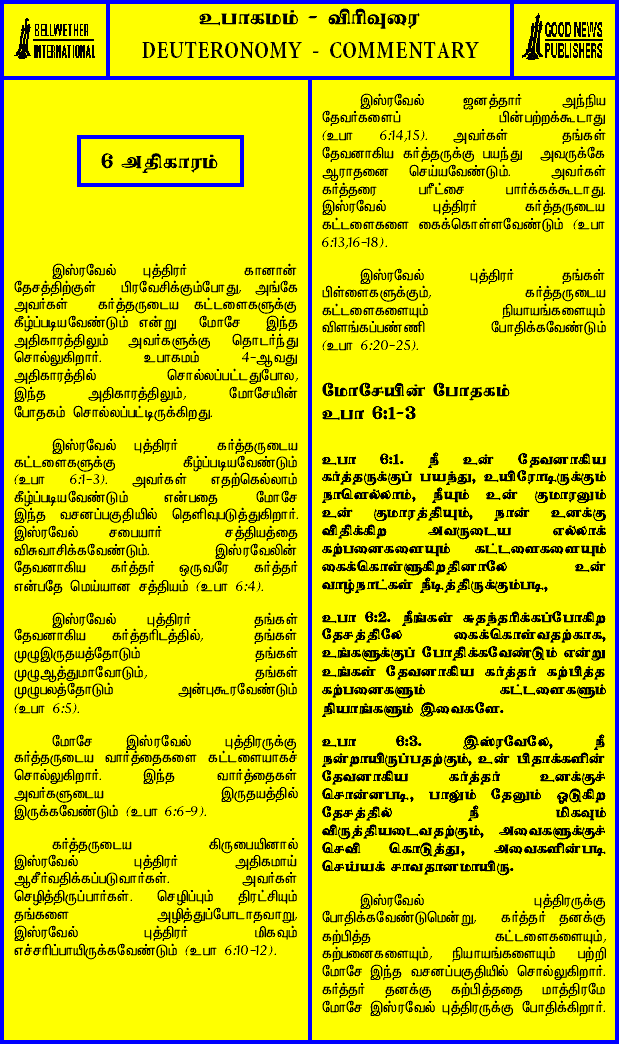 BELLWETHER
INTERNATIONAL
உபாகமம் - விரிவுரை
DEUTERONOMY - COMMENTARY
GOOD NEWS
PUBLISHERS
6 அதிகாரம்
இஸ்ரவேல் புத்திரர் கானான்
தேசத்திற்குள் பிரவேசிக்கும்போது, அங்கே
அவர்கள் கர்த்தருடைய கட்டளைகளுக்கு
கீழ்ப்படியவேண்டும் என்று மோசே இந்த
அதிகாரத்திலும் அவர்களுக்கு தொடர்ந்து
சொல்லுகிறார். உபாகமம் 4-ஆவது
அதிகாரத்தில் சொல்லப்பட்டதுபோல,
இந்த அதிகாரத்திலும், மோசேயின்
போதகம் சொல்லப்பட்டிருக்கிறது.
இஸ்ரவேல் புத்திரர் கர்த்தருடைய
கட்டளைகளுக்கு கீழ்ப்படியவேண்டும்
(உபா 6:1-3). அவர்கள் எதற்கெல்லாம்
கீழ்ப்படியவேண்டும் என்பதை மோசே
இந்த வசனப்பகுதியில் தெளிவுபடுத்துகிறார்.
இஸ்ரவேல் சபையார் சத்தியத்தை
விசுவாசிக்கவேண்டும். இஸ்ரவேலின்
தேவனாகிய கர்த்தர் ஒருவரே கர்த்தர்
என்பதே மெய்யான சத்தியம் (உபா 6:4).
இஸ்ரவேல் புத்திரர் தங்கள்
தேவனாகிய கர்த்தரிடத்தில், தங்கள்
முழுஇருதயத்தோடும் தங்கள்
முழுஆத்துமாவோடும், தங்கள்
முழுபலத்தோடும் அன்புகூரவேண்டும்
(உபா 6:5).
மோசே இஸ்ரவேல் புத்திரருக்கு
கர்த்தருடைய வார்த்தைகளை கட்டளையாகச்
சொல்லுகிறார். இந்த வார்த்தைகள்
அவர்களுடைய இருதயத்தில்
இருக்கவேண்டும் (உபா 6:6-9).
கர்த்தருடைய கிருபையினால்
இஸ்ரவேல் புத்திரர் அதிகமாய்
ஆசீர்வதிக்கப்படுவார்கள். அவர்கள்
செழித்திருப்பார்கள். செழிப்பும் திரட்சியும்
தங்களை அழித்துப்போடாதவாறு,
இஸ்ரவேல் புத்திரர் மிகவும்
எச்சரிப்பாயிருக்கவேண்டும் (உபா 6:10-12).
இஸ்ரவேல் ஜனத்தார் அந்நிய
தேவர்களைப் பின்பற்றக்கூடாது
(உபா 6:14,15). அவர்கள் தங்கள்
தேவனாகிய கர்த்தருக்கு பயந்து அவருக்கே
ஆராதனை செய்யவேண்டும். அவர்கள்
கர்த்தரை பரீட்சை பார்க்கக்கூடாது.
இஸ்ரவேல் புத்திரர் கர்த்தருடைய
கட்டளைகளை கைக்கொள்ளவேண்டும் (உபா
6:13,16-18).
இஸ்ரவேல் புத்திரர் தங்கள்
பிள்ளைகளுக்கும், கர்த்தருடைய
கட்டளைகளையும் நியாயங்களையும்
விளங்கப்பண்ணி போதிக்கவேண்டும்
(உபா 6:20-25).
மோசேயின் போதகம்
உபா 6:1-3
உபா 6:1. நீ உன் தேவனாகிய
கர்த்தருக்குப் பயந்து, உயிரோடிருக்கும்
நாளெல்லாம், நீயும் உன் குமாரனும்
உன் குமாரத்தியும், நான் உனக்கு
விதிக்கிற அவருடைய எல்லாக்
கற்பனைகளையும் கட்டளைகளையும்
கைக்கொள்ளுகிறதினாலே உன்
வாழ்நாட்கள் நீடித்திருக்கும்படி,
உபா 6:2. நீங்கள் சுதந்தரிக்கப்போகிற
தேசத்திலே கைக்கொள்வதற்காக,
உங்களுக்குப் போதிக்கவேண்டும் என்று
உங்கள் தேவனாகிய கர்த்தர் கற்பித்த
கற்பனைகளும் கட்டளைகளும்
நியாங்களும் இவைகளே.
உபா 6:3. இஸ்ரவேலே, நீ
நன்றாயிருப்பதற்கும், உன் பிதாக்களின்
தேவனாகிய கர்த்தர் உனக்குச்
சொன்னபடி, பாலும் தேனும் ஓடுகிற
தேசத்தில் நீ மிகவும்
விருத்தியடைவதற்கும், அவைகளுக்குச்
செவி கொடுத்து, அவைகளின்படி
செய்யக் சாவதானமாயிரு.
இஸ்ரவேல் புத்திரருக்கு
போதிக்கவேண்டுமென்று, கர்த்தர் தனக்கு
கற்பித்த கட்டளைகளையும்,
கற்பனைகளையும், நியாயங்களையும் பற்றி
மோசே இந்த வசனப்பகுதியில் சொல்லுகிறார்.
கர்த்தர் தனக்கு கற்பித்ததை மாத்திரமே
மோசே இஸ்ரவேல் புத்திரருக்கு போதிக்கிறார்.